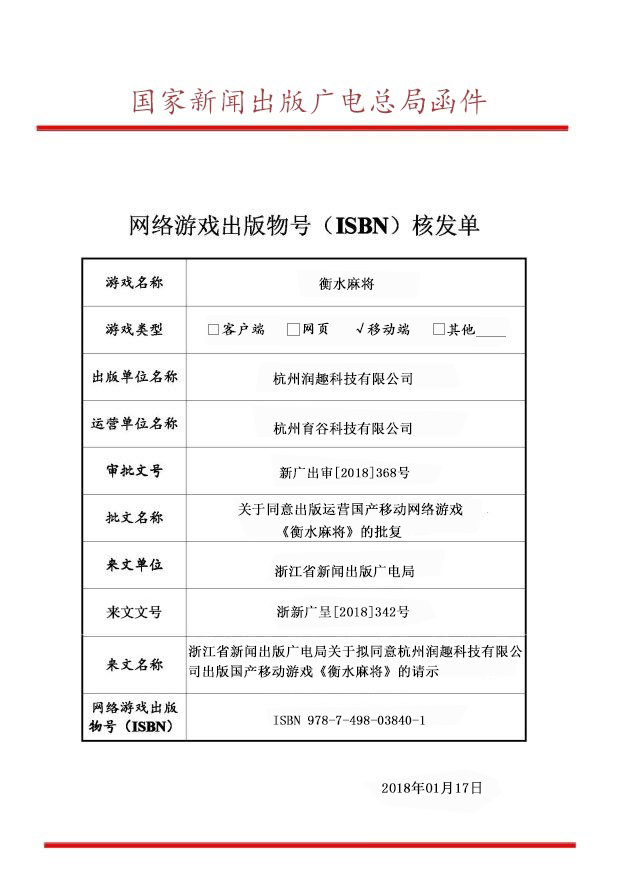 国家新闻出版广电总局函件
网络游戏出版物号（ISBN）核发单
游戏名称 衡水麻将
游戏类型 □客户端 □网页 √移动端 □其他____
出版单位名称 杭州润趣科技有限公司
运营单位名称 杭州育谷科技有限公司
审批文号 新广出审[2018]368号
批文名称 关于同意出版运营国产移动网络游戏
《衡水麻将》的批复
来文单位 浙江省新闻出版广电局
来文文号 浙新广呈[2018]342号
来文名称 浙江省新闻出版广电局关于拟同意杭州润趣科技有限公
司出版国产移动游戏《衡水麻将》的请示
网络游戏出版
物号（ISBN） ISBN 978-7-498-03840-1
2018年01月17日